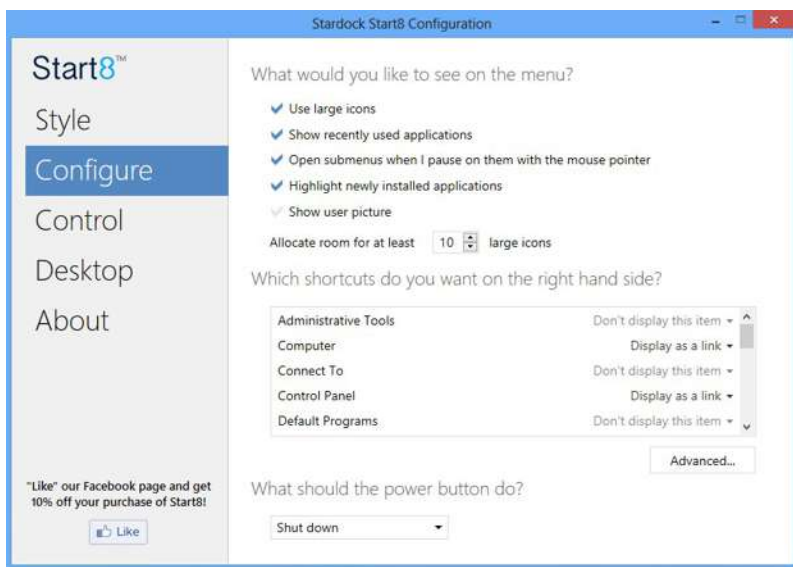 Stardock Start8 Configuration
Start8™
Style
Configure
Control
Desktop
About
"Like" our Facebook page and get
10% off your purchase of Start8!
Like
What would you like to see on the menu?
Use large icons
Show recently used applications
Open submenus when I pause on them with the mouse pointer
Highlight newly installed applications
Show user picture
Allocate room for at least 10 large icons
Which shortcuts do you want on the right hand side?
Administrative Tools Don't display this item
Computer Display as a link
Connect To Don't display this item
Control Panel Display as a link
Default Programs Don't display this item
Advanced...
What should the power button do?
Shut down